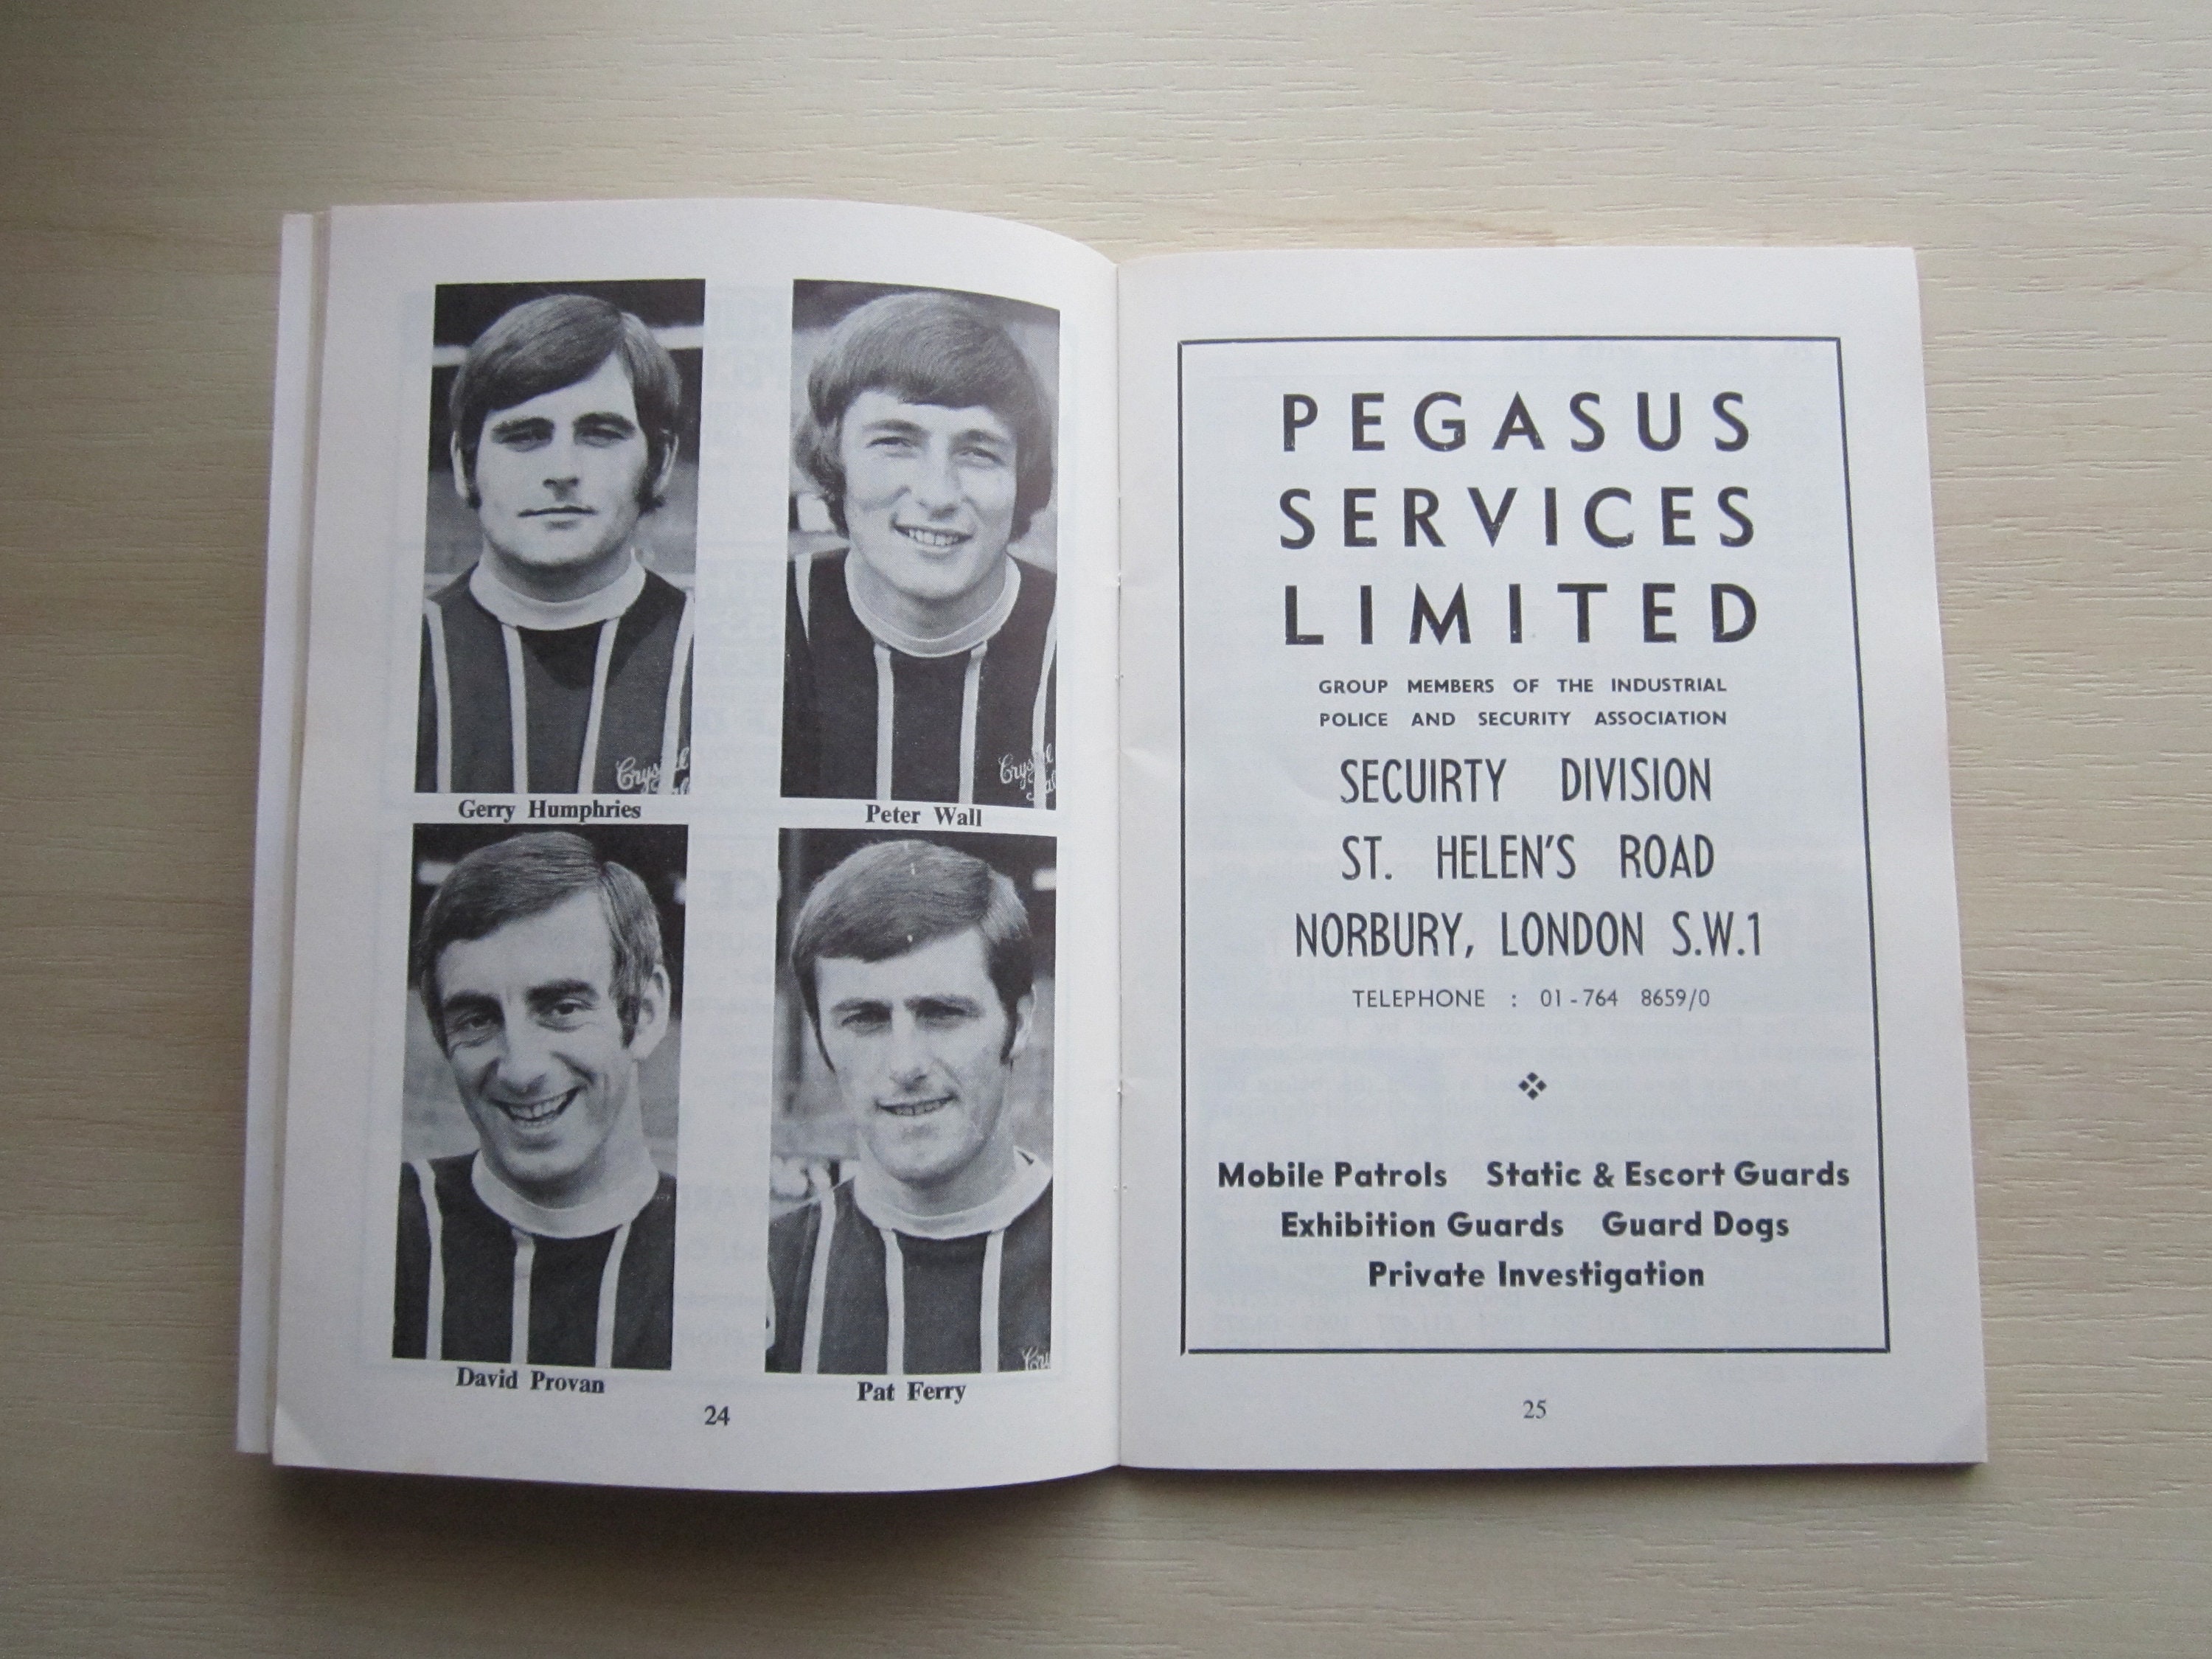 Crystal
Gerry Humphries
Crystal
Peter Wall
David Provan
Pat Ferry
24
PEGASUS
SERVICES
LIMITED
GROUP MEMBERS OF THE INDUSTRIAL
POLICE AND SECURITY ASSOCIATION
SECUIRTY DIVISION
ST. HELEN'S ROAD
NORBURY, LONDON S.W.1
TELEPHONE : 01-764 8659/0
Mobile Patrols Static & Escort Guards
Exhibition Guards Guard Dogs
Private Investigation
25